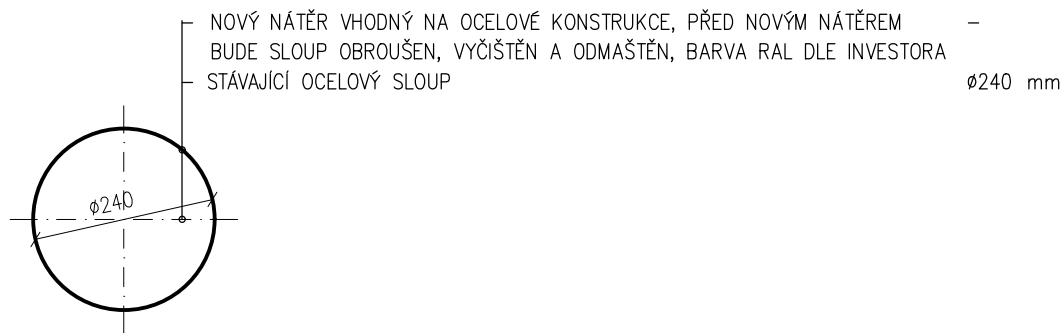 NOVÝ NÁTĚR VHODNÝ NA OCELOVÉ KONSTRUKCE, PŘED NOVÝM NÁTĚREM –
BUDE SLOUP OBROUŠEN, VYČIŠTĚN A ODMAŠTĚN, BARVA RAL DLE INVESTORA
STÁVAJÍCÍ OCELOVÝ SLOUP ø240 mm
ø240